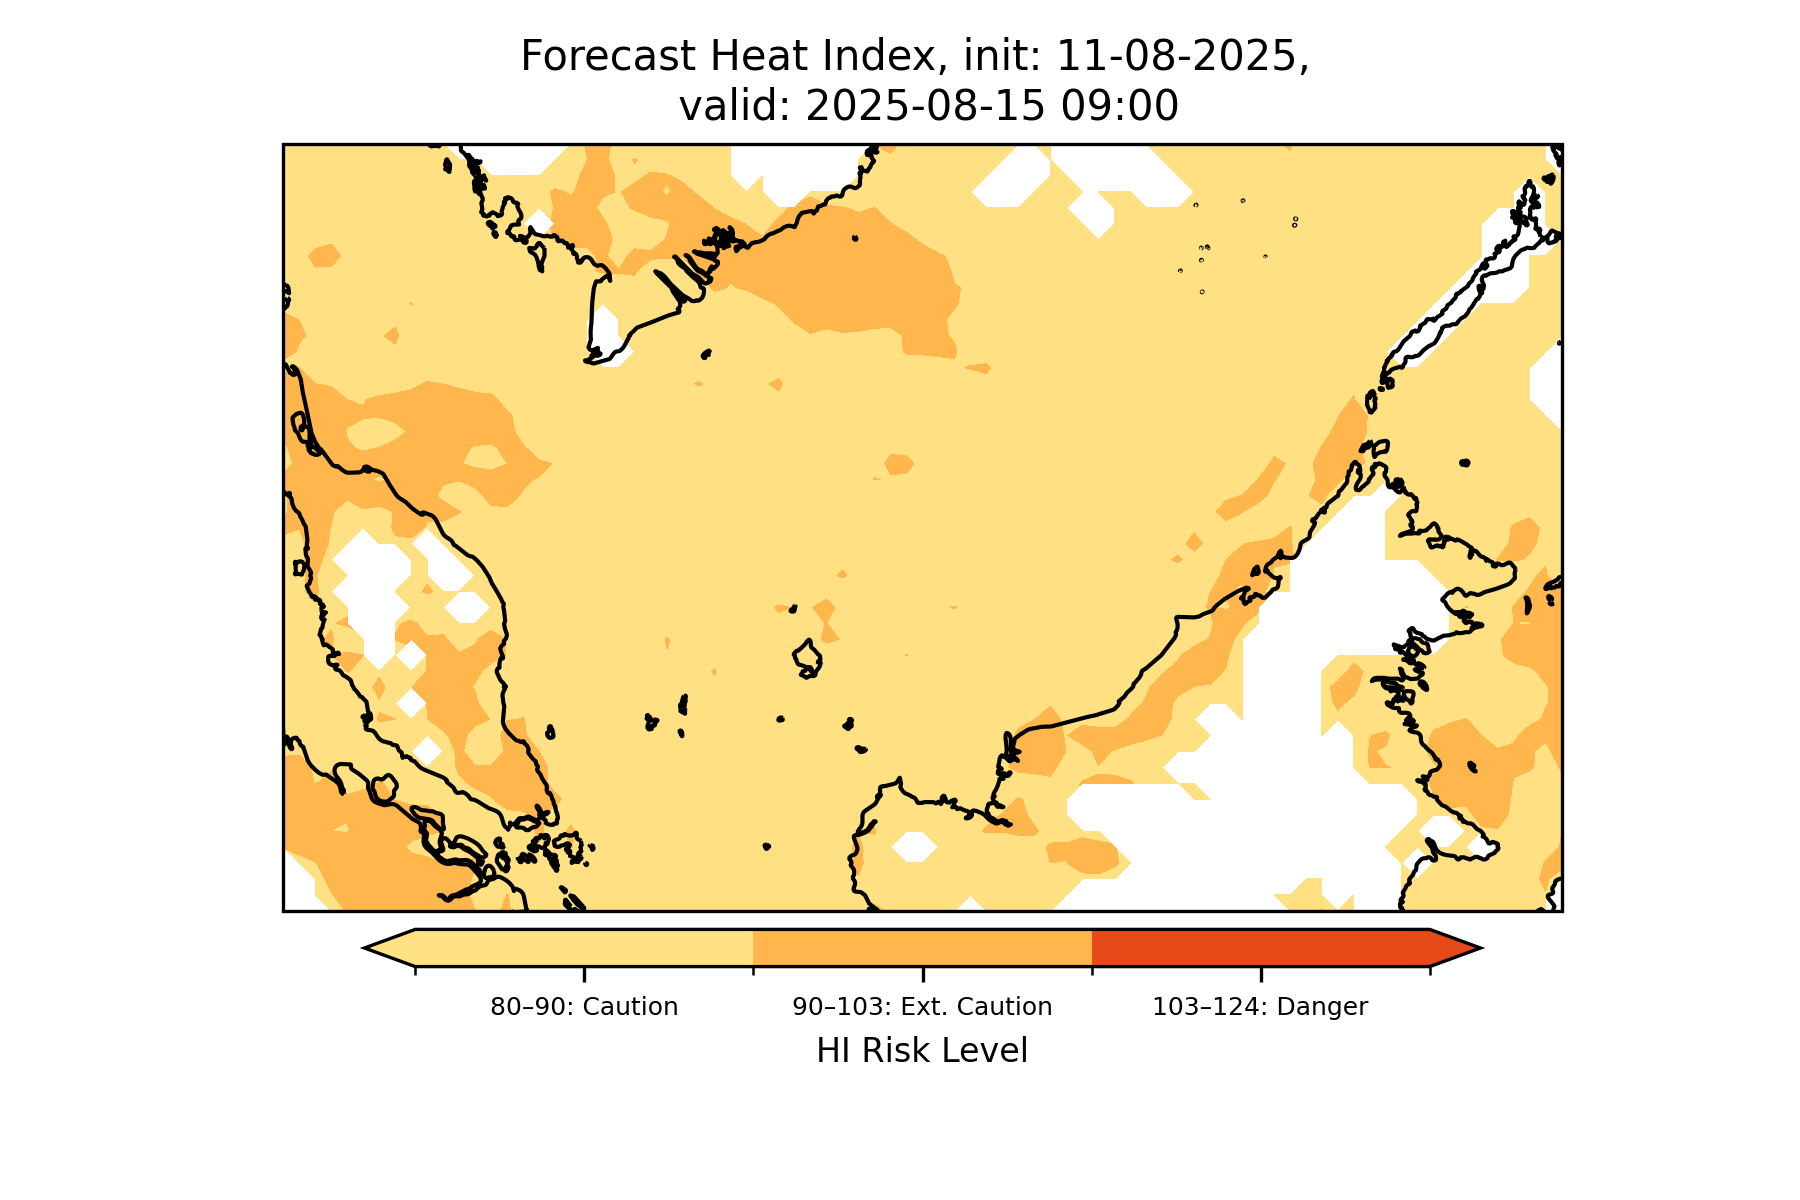 Forecast Heat Index, init: 11-08-2025,
valid: 2025-08-15 09:00
80–90: Caution
90–103: Ext. Caution
103–124: Danger
HI Risk Level